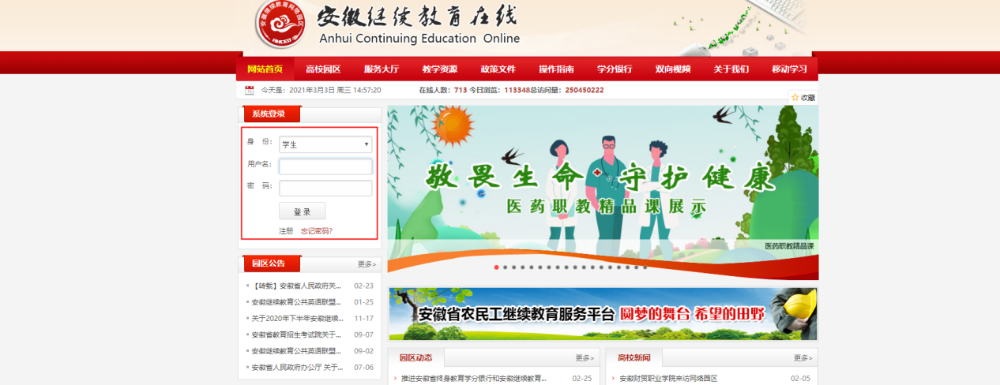 安徽继续教育网络园区
AHCEO
安徽继续教育在线
Anhui Continuing Education Online
网站首页 高校园区 服务大厅 教学资源 政策文件 操作指南 学分银行 双向视频 关于我们 移动学习
今天是：2021年3月3日 周三 14:57:20 在线人数：713 今日浏览：113348总访问量：250450222
收藏
系统登录
身 份： 学生
用户名：
密 码：
登 录
注册 忘记密码?
敬畏生命 守护健康
医药职教精品课展示
医药职教精品课
园区公告 更多>
【转载】安徽省人民政府关... 02-23
安徽继续教育公共英语联盟... 01-25
关于2020年下半年安徽继续... 11-17
安徽省教育招生考试院关于... 09-07
安徽继续教育公共英语联盟... 09-02
安徽省人民政府办公厅 关于... 07-06
安徽省农民工继续教育服务平台 圆梦的舞台 希望的田野
园区动态 更多>
推进安徽省终身教育学分银行和安徽继续教育... 02-25
高校新闻 更多>
安徽财贸职业学院来访网络园区 02-05